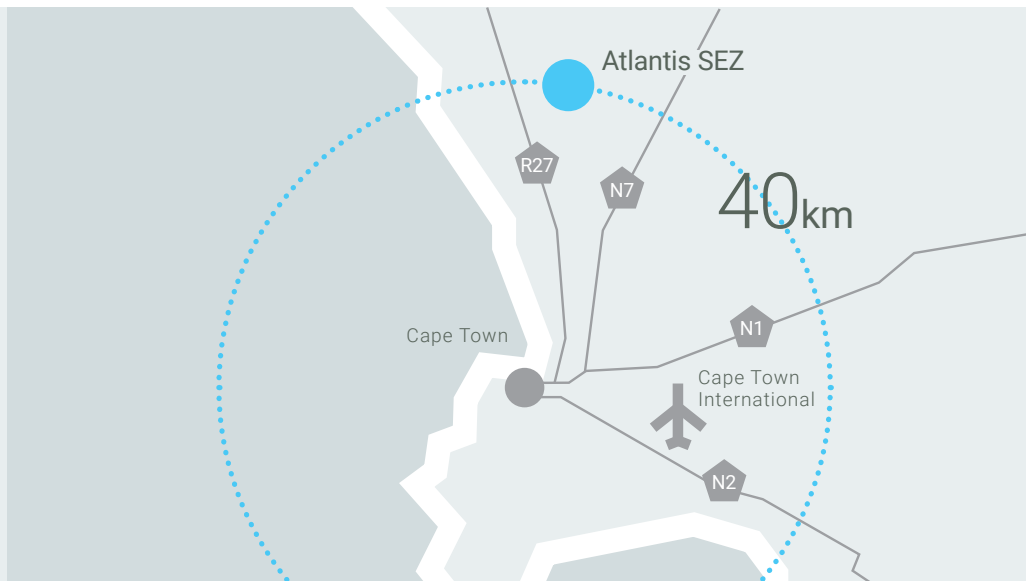 Atlantis SEZ
R27
N7
40km
N1
Cape Town
Cape Town
International
N2